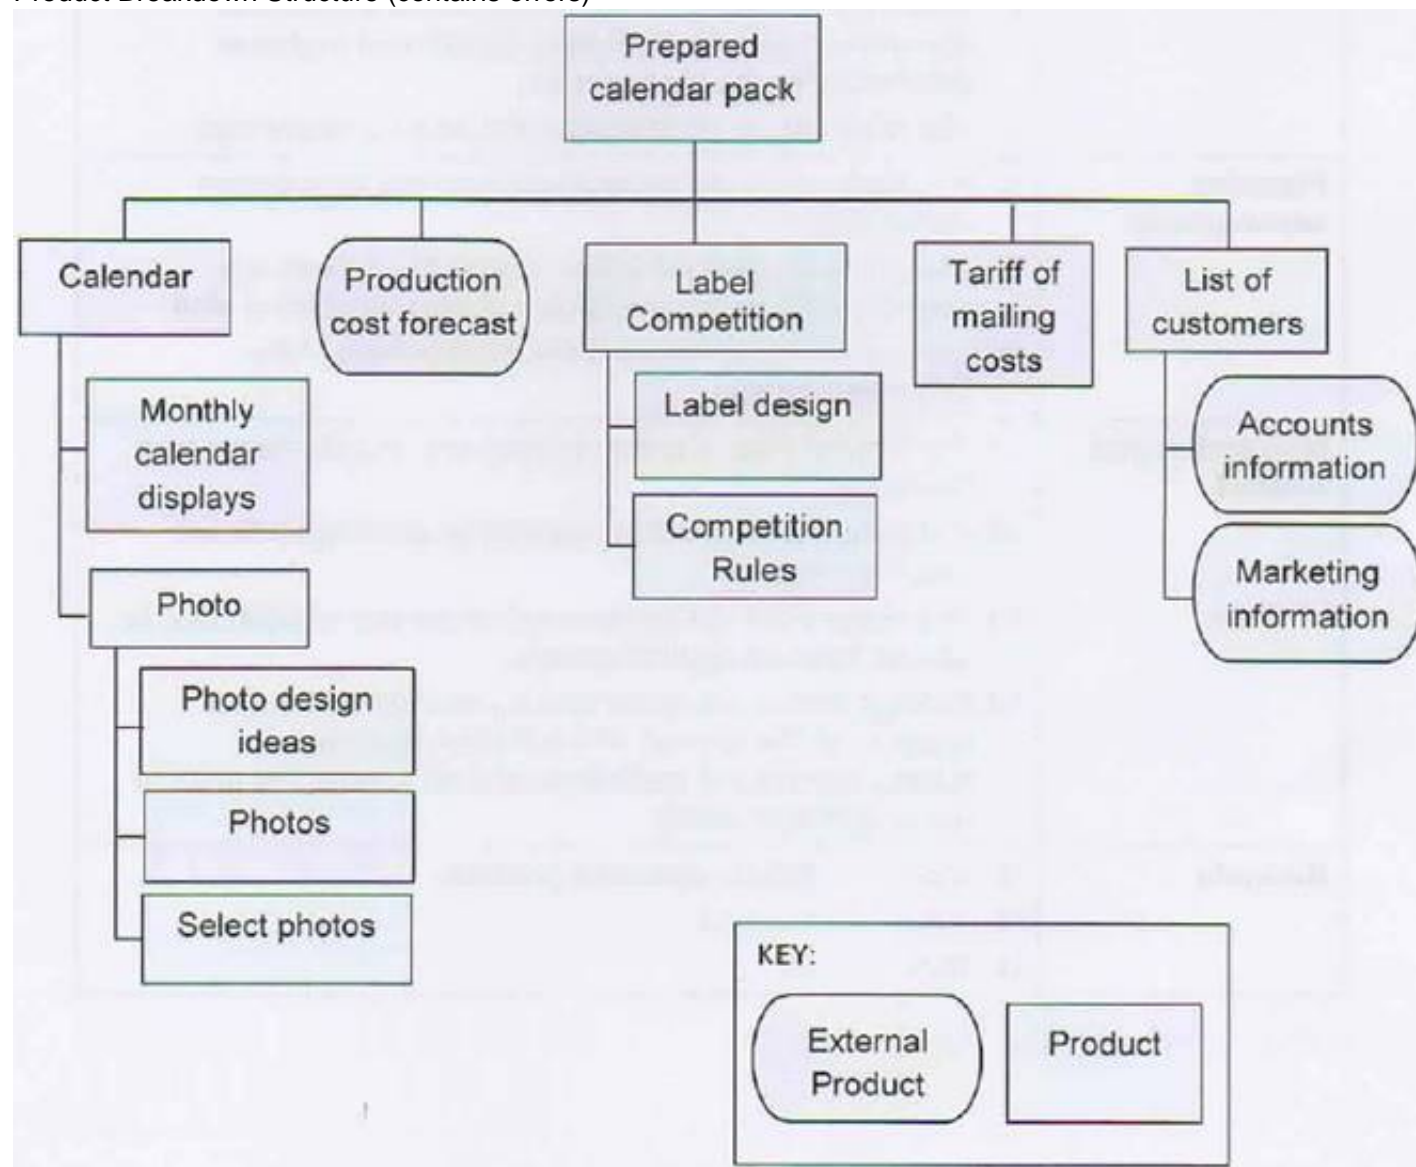 Product Breakdown Structure (contains errors)
Prepared
calendar pack
Calendar
Production
cost forecast
Label
Competition
Tariff of
mailing
costs
List of
customers
Monthly
calendar
displays
Label design
Accounts
information
Competition
Rules
Marketing
information
Photo
Photo design
ideas
Photos
Select photos
KEY:
External
Product
Product